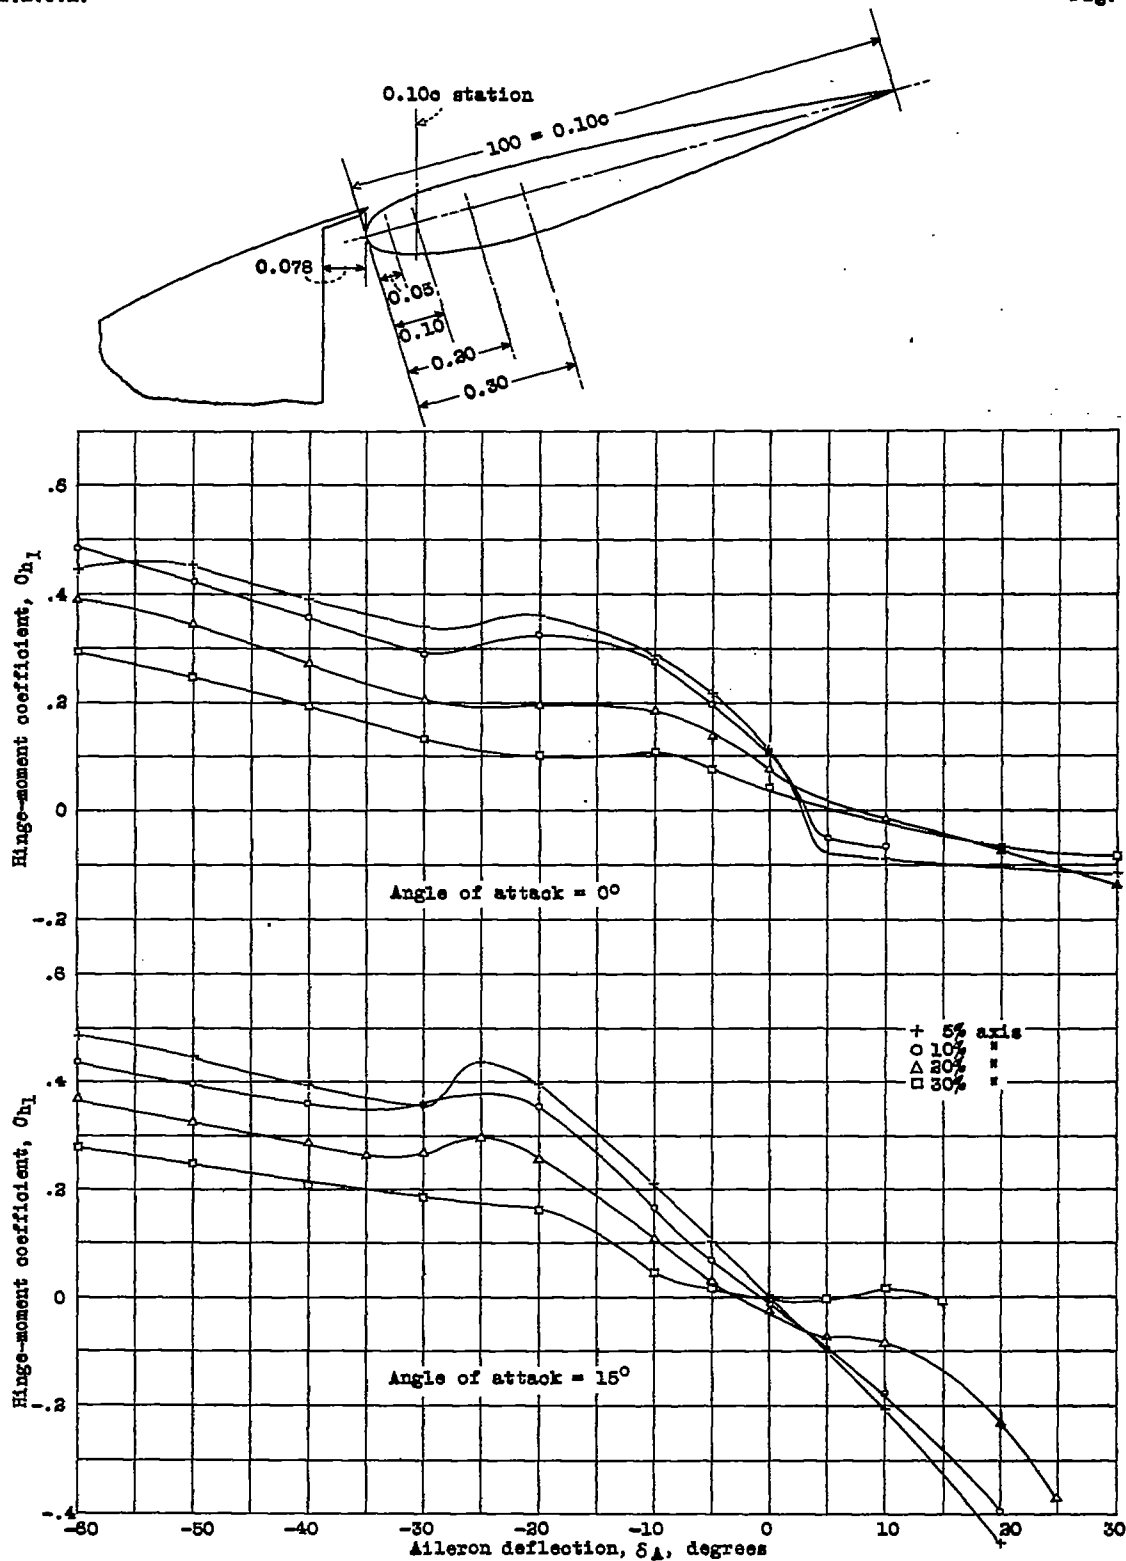 0.10c station
100 = 0.10c
0.078
0.05
0.10
0.20
0.30
Hinge-moment coefficient, Ch1
.6
.4
.2
0
-.2
Angle of attack = 0°
Hinge-moment coefficient, Ch1
.6
.4
.2
0
-.2
-.4
+ 5% axis
○ 10% "
△ 20% "
□ 30% "
Angle of attack = 15°
-60 -50 -40 -30 -20 -10 0 10 20 30
Aileron deflection, δA, degrees